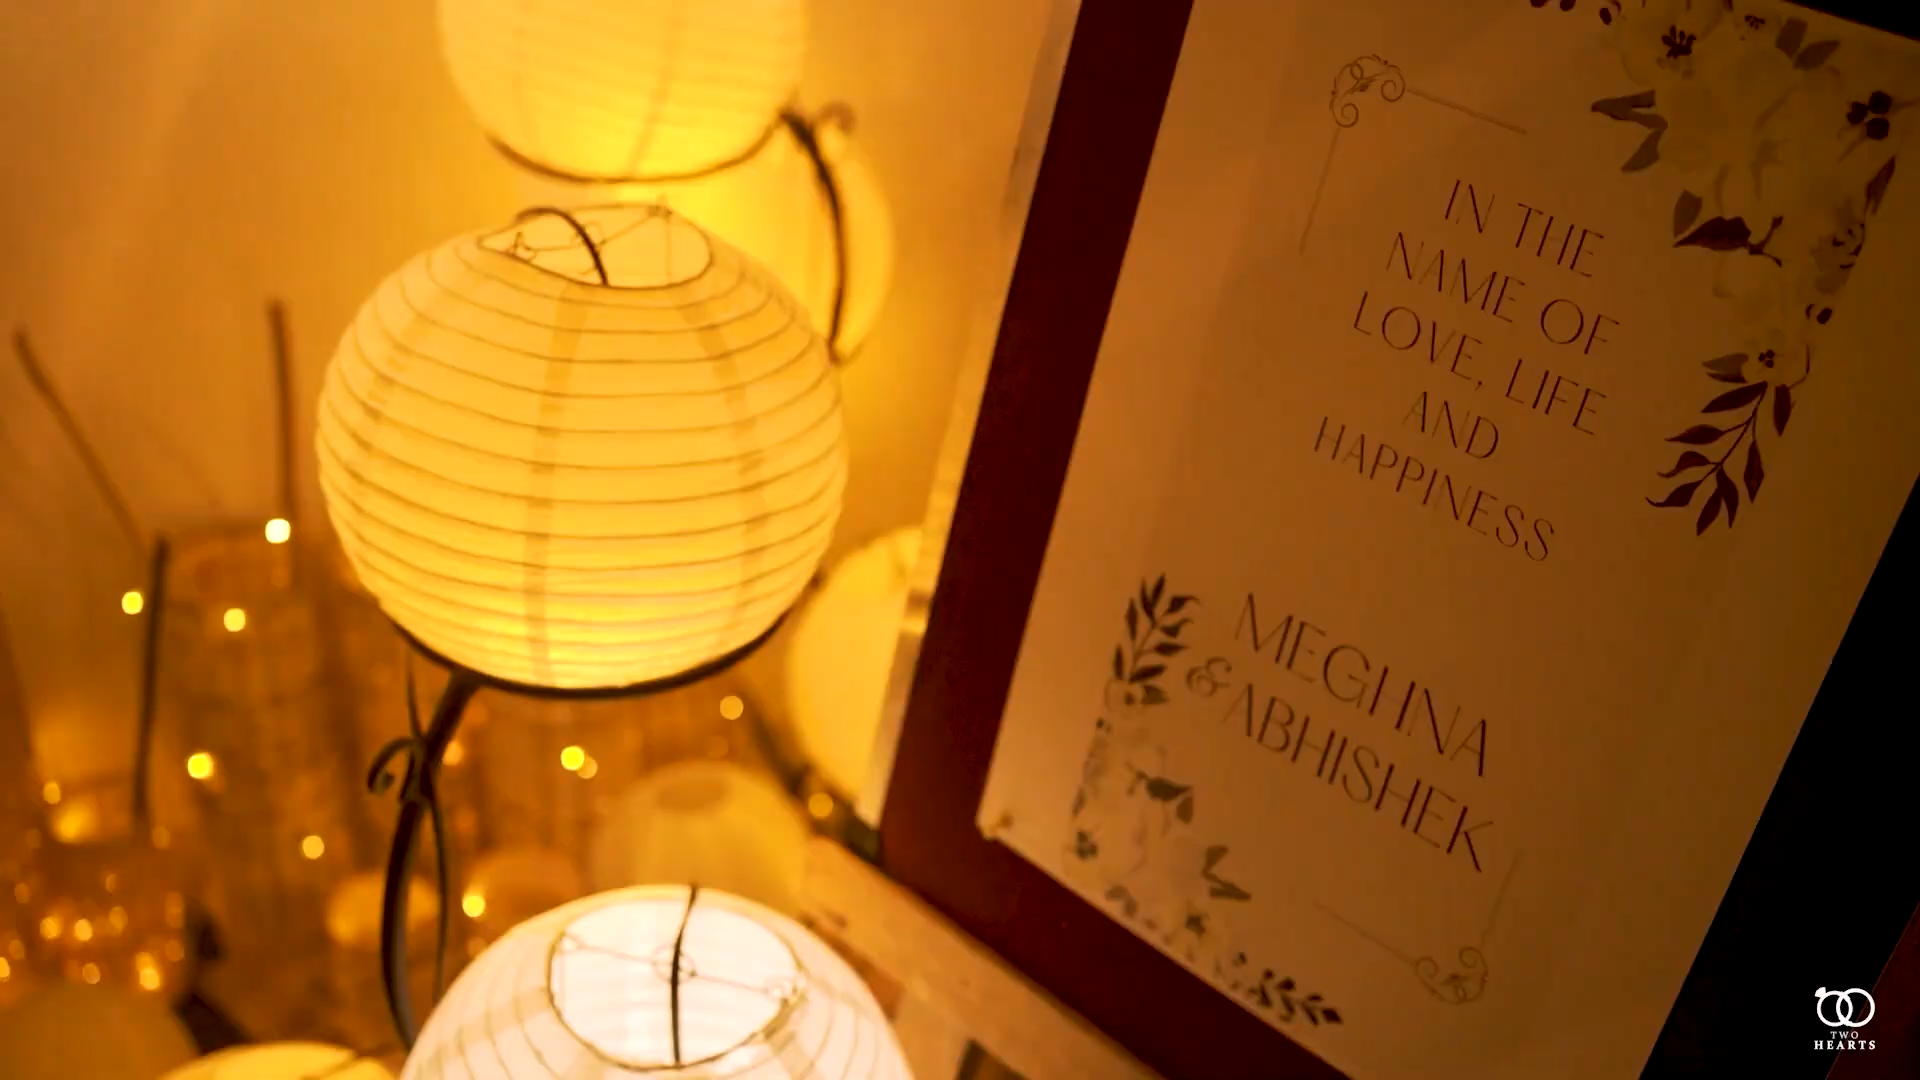 IN THE
NAME OF
LOVE, LIFE
AND
HAPPINESS
MEGHNA
& ABHISHEK
TWO
HEARTS